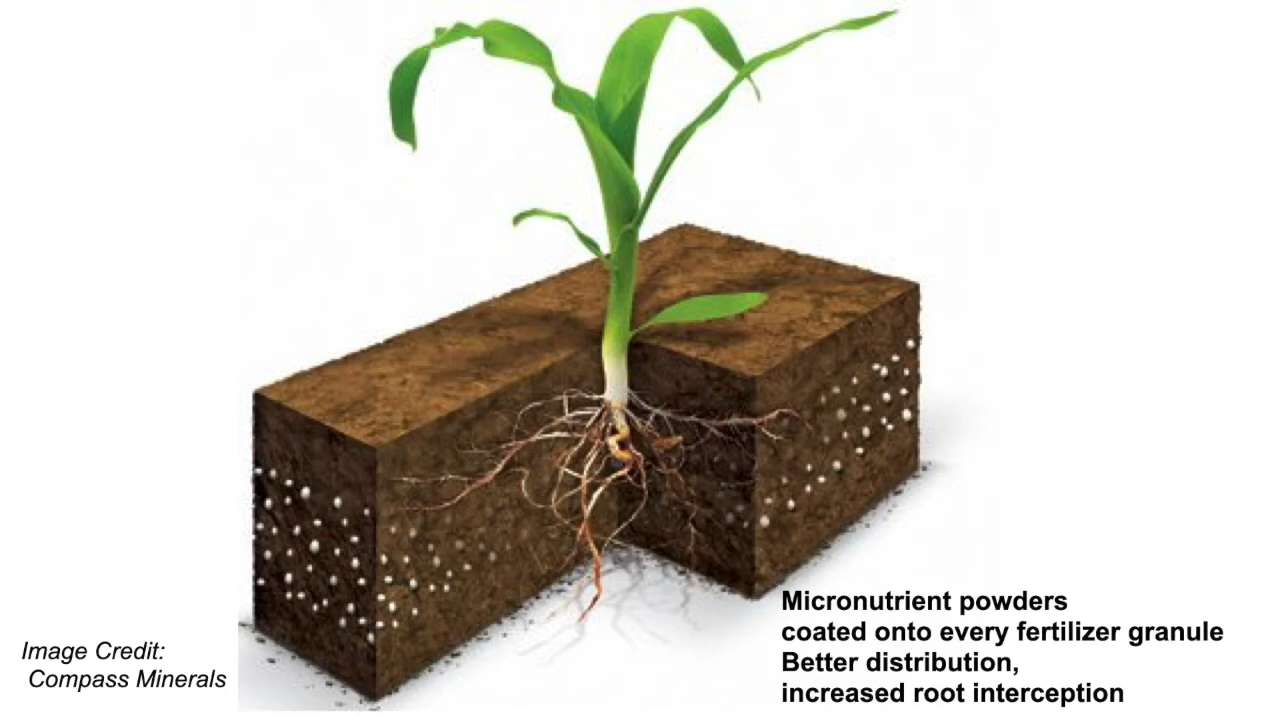 Image Credit:
Compass Minerals
Micronutrient powders
coated onto every fertilizer granule
Better distribution,
increased root interception